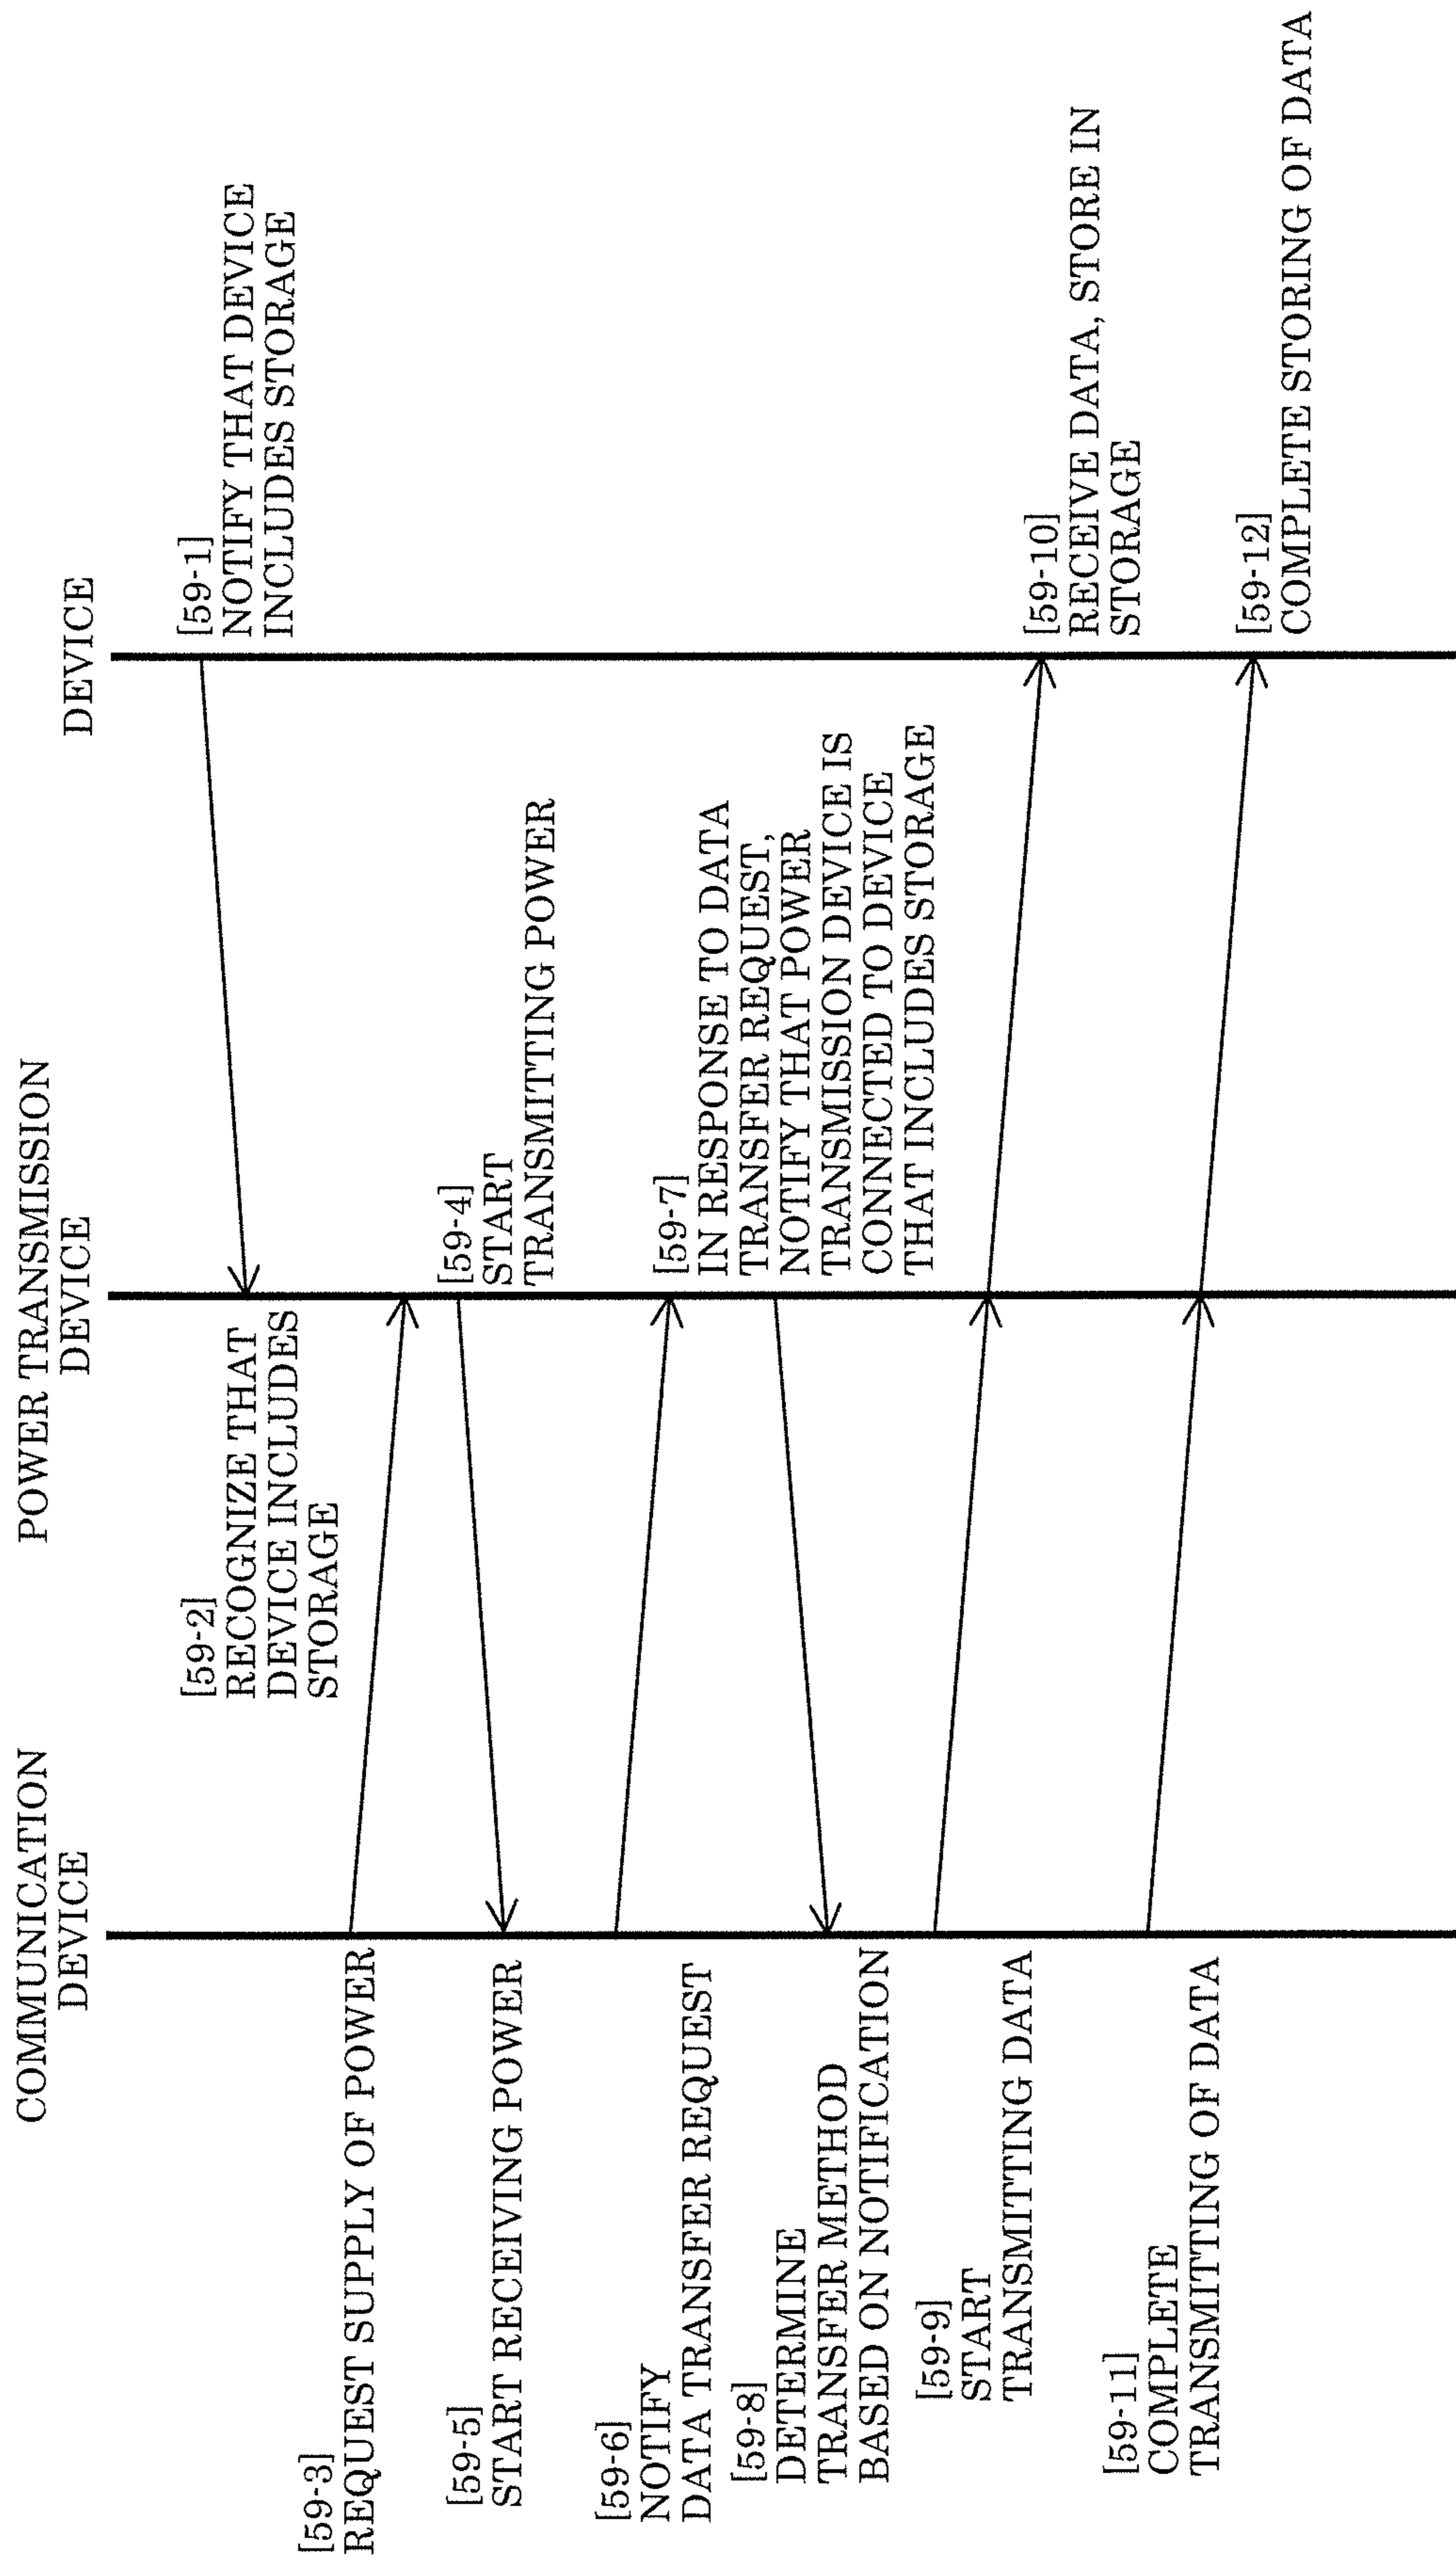 COMMUNICATION
DEVICE
POWER TRANSMISSION
DEVICE
DEVICE
[59-1]
NOTIFY THAT DEVICE
INCLUDES STORAGE
[59-2]
RECOGNIZE THAT
DEVICE INCLUDES
STORAGE
[59-3]
REQUEST SUPPLY OF POWER
[59-4]
START
TRANSMITTING POWER
[59-5]
START RECEIVING POWER
[59-6]
NOTIFY
DATA TRANSFER REQUEST
[59-7]
IN RESPONSE TO DATA
TRANSFER REQUEST,
NOTIFY THAT POWER
TRANSMISSION DEVICE IS
CONNECTED TO DEVICE
THAT INCLUDES STORAGE
[59-8]
DETERMINE
TRANSFER METHOD
BASED ON NOTIFICATION
[59-9]
START
TRANSMITTING DATA
[59-10]
RECEIVE DATA, STORE IN
STORAGE
[59-11]
COMPLETE
TRANSMITTING OF DATA
[59-12]
COMPLETE STORING OF DATA